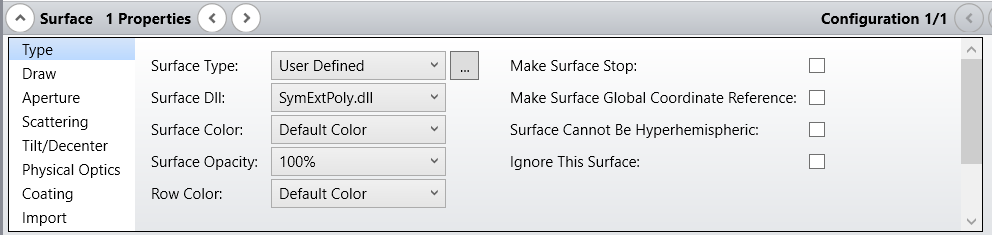 Surface 1 Properties Configuration 1/1
Type
Draw
Aperture
Scattering
Tilt/Decenter
Physical Optics
Coating
Import
Surface Type: User Defined ... Make Surface Stop:
Surface Dll: SymExtPoly.dll Make Surface Global Coordinate Reference:
Surface Color: Default Color Surface Cannot Be Hyperhemispheric:
Surface Opacity: 100% Ignore This Surface:
Row Color: Default Color